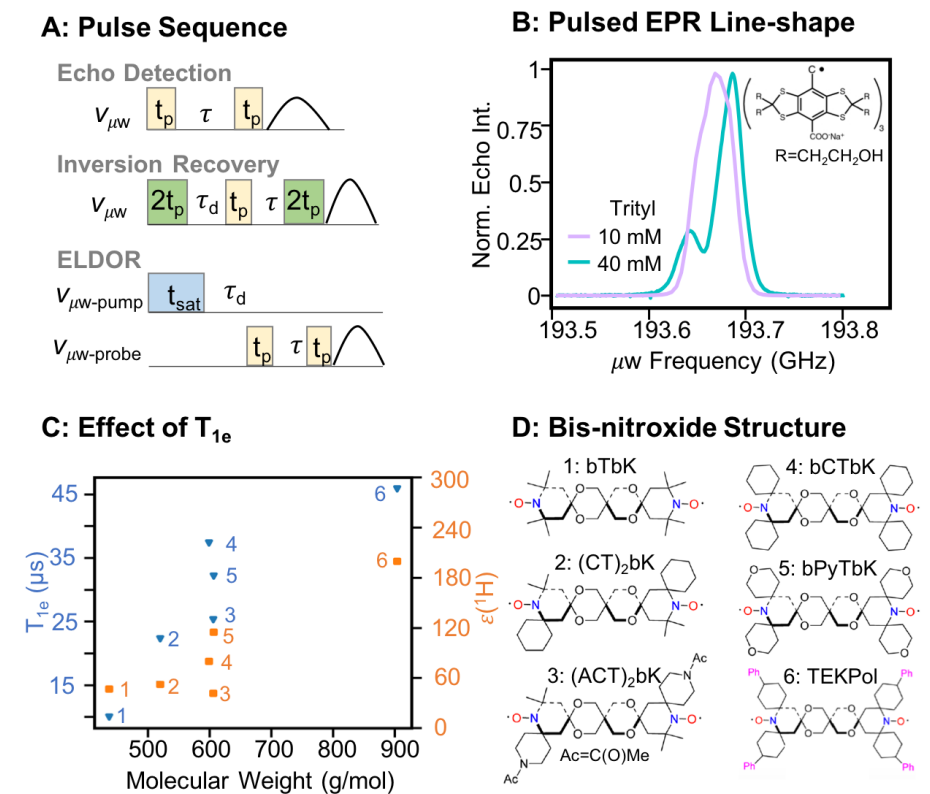 A: Pulse Sequence
Echo Detection
νμw
tp
τ
tp
Inversion Recovery
νμw
2tp
τd
tp
τ
2tp
ELDOR
νμw-pump
tsat
τd
νμw-probe
tp
τ
tp
B: Pulsed EPR Line-shape
Norm. Echo Int.
1
0.75
0.5
0.25
0
Trityl
10 mM
40 mM
C •
R
R
S
S
S
S
R
R
COO⁻Na⁺
3
R=CH2CH2OH
193.5 193.6 193.7 193.8
μw Frequency (GHz)
C: Effect of T1e
T1e (μs)
45
35
25
15
1
2
3
4
5
6
1
2
3
4
5
6
300
240
180
120
60
0
ε(¹H)
500 600 700 800 900
Molecular Weight (g/mol)
D: Bis-nitroxide Structure
1: bTbK
·O-N
O
O
O
O
N-O·
2: (CT)2bK
·O-N
O
O
O
O
N-O·
3: (ACT)2bK
Ac
N
·O-N
O
O
O
O
N-O·
N
Ac
Ac=C(O)Me
4: bCTbK
·O-N
O
O
O
O
N-O·
5: bPyTbK
O
O
·O-N
O
O
O
O
N-O·
O
O
6: TEKPol
Ph
Ph
·O-N
O
O
O
O
N-O·
Ph
Ph